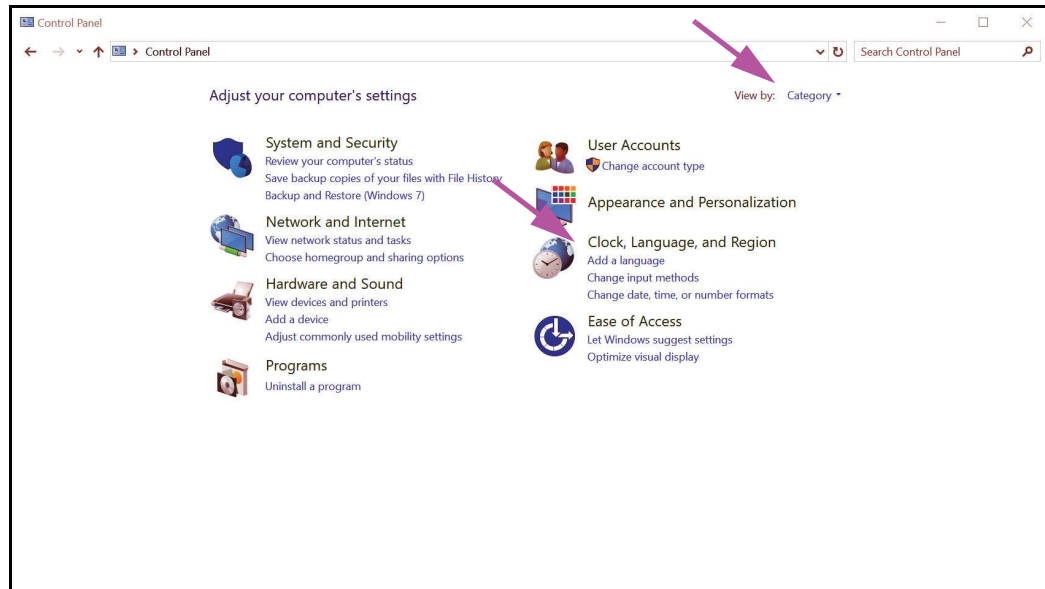 Control Panel
Control Panel
Search Control Panel
Adjust your computer's settings
View by: Category
System and Security
Review your computer's status
Save backup copies of your files with File History
Backup and Restore (Windows 7)
Network and Internet
View network status and tasks
Choose homegroup and sharing options
Hardware and Sound
View devices and printers
Add a device
Adjust commonly used mobility settings
Programs
Uninstall a program
User Accounts
Change account type
Appearance and Personalization
Clock, Language, and Region
Add a language
Change input methods
Change date, time, or number formats
Ease of Access
Let Windows suggest settings
Optimize visual display